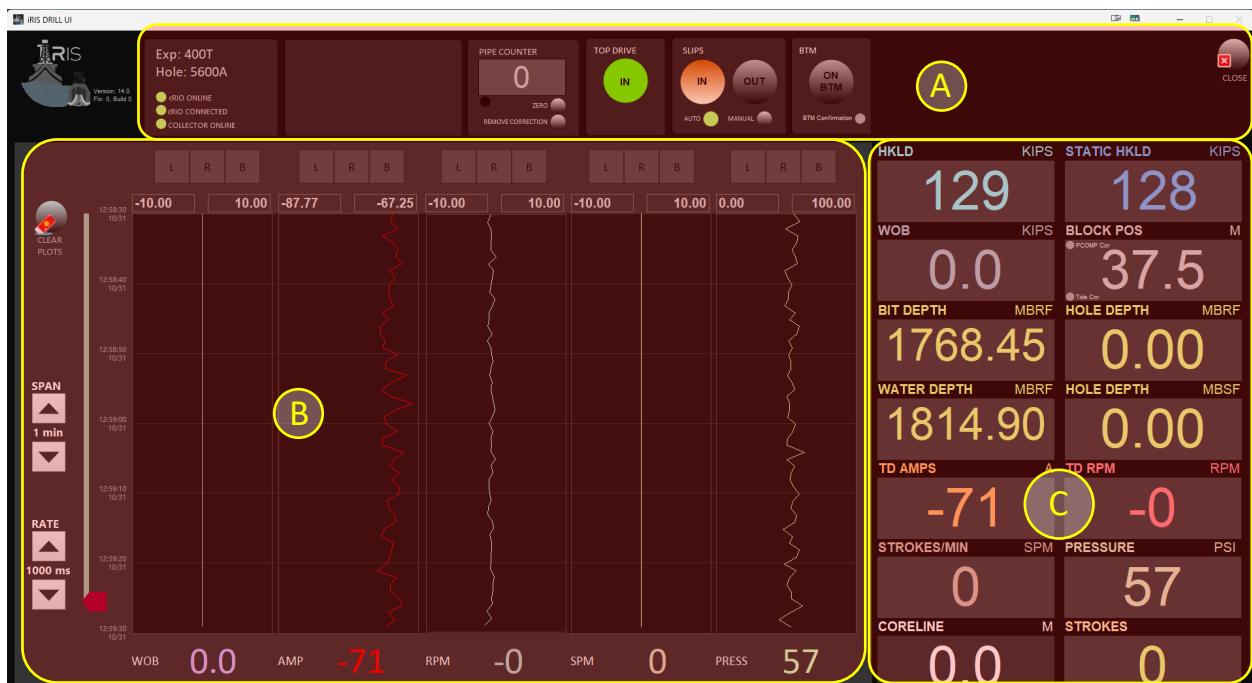 iRIS DRILL UI
iRIS
Version: 14.0
Fix: 0, Build 0
Exp: 400T
Hole: 5600A
cRIO ONLINE
cRIO CONNECTED
COLLECTOR ONLINE
PIPE COUNTER
0
ZERO
REMOVE CORRECTION
TOP DRIVE
IN
SLIPS
IN OUT
AUTO MANUAL
BTM
ON
BTM
BTM Confirmation
A
CLOSE
L R B L R B L R B L R B L R B
-10.00 10.00 -87.77 -67.25 -10.00 10.00 -10.00 10.00 0.00 100.00
CLEAR
PLOTS
12:58:30
10/31
12:58:40
10/31
12:58:50
10/31
12:59:00
10/31
12:59:10
10/31
12:59:20
10/31
12:59:30
10/31
SPAN
1 min
RATE
1000 ms
B
WOB 0.0 AMP -71 RPM -0 SPM 0 PRESS 57
HKLD KIPS STATIC HKLD KIPS
129 128
WOB KIPS BLOCK POS M
PCOMP Cor
0.0 37.5
Tide Cor
BIT DEPTH MBRF HOLE DEPTH MBRF
1768.45 0.00
WATER DEPTH MBRF HOLE DEPTH MBSF
1814.90 0.00
TD AMPS A TD RPM RPM
-71 C -0
STROKES/MIN SPM PRESSURE PSI
0 57
CORELINE M STROKES
0.0 0